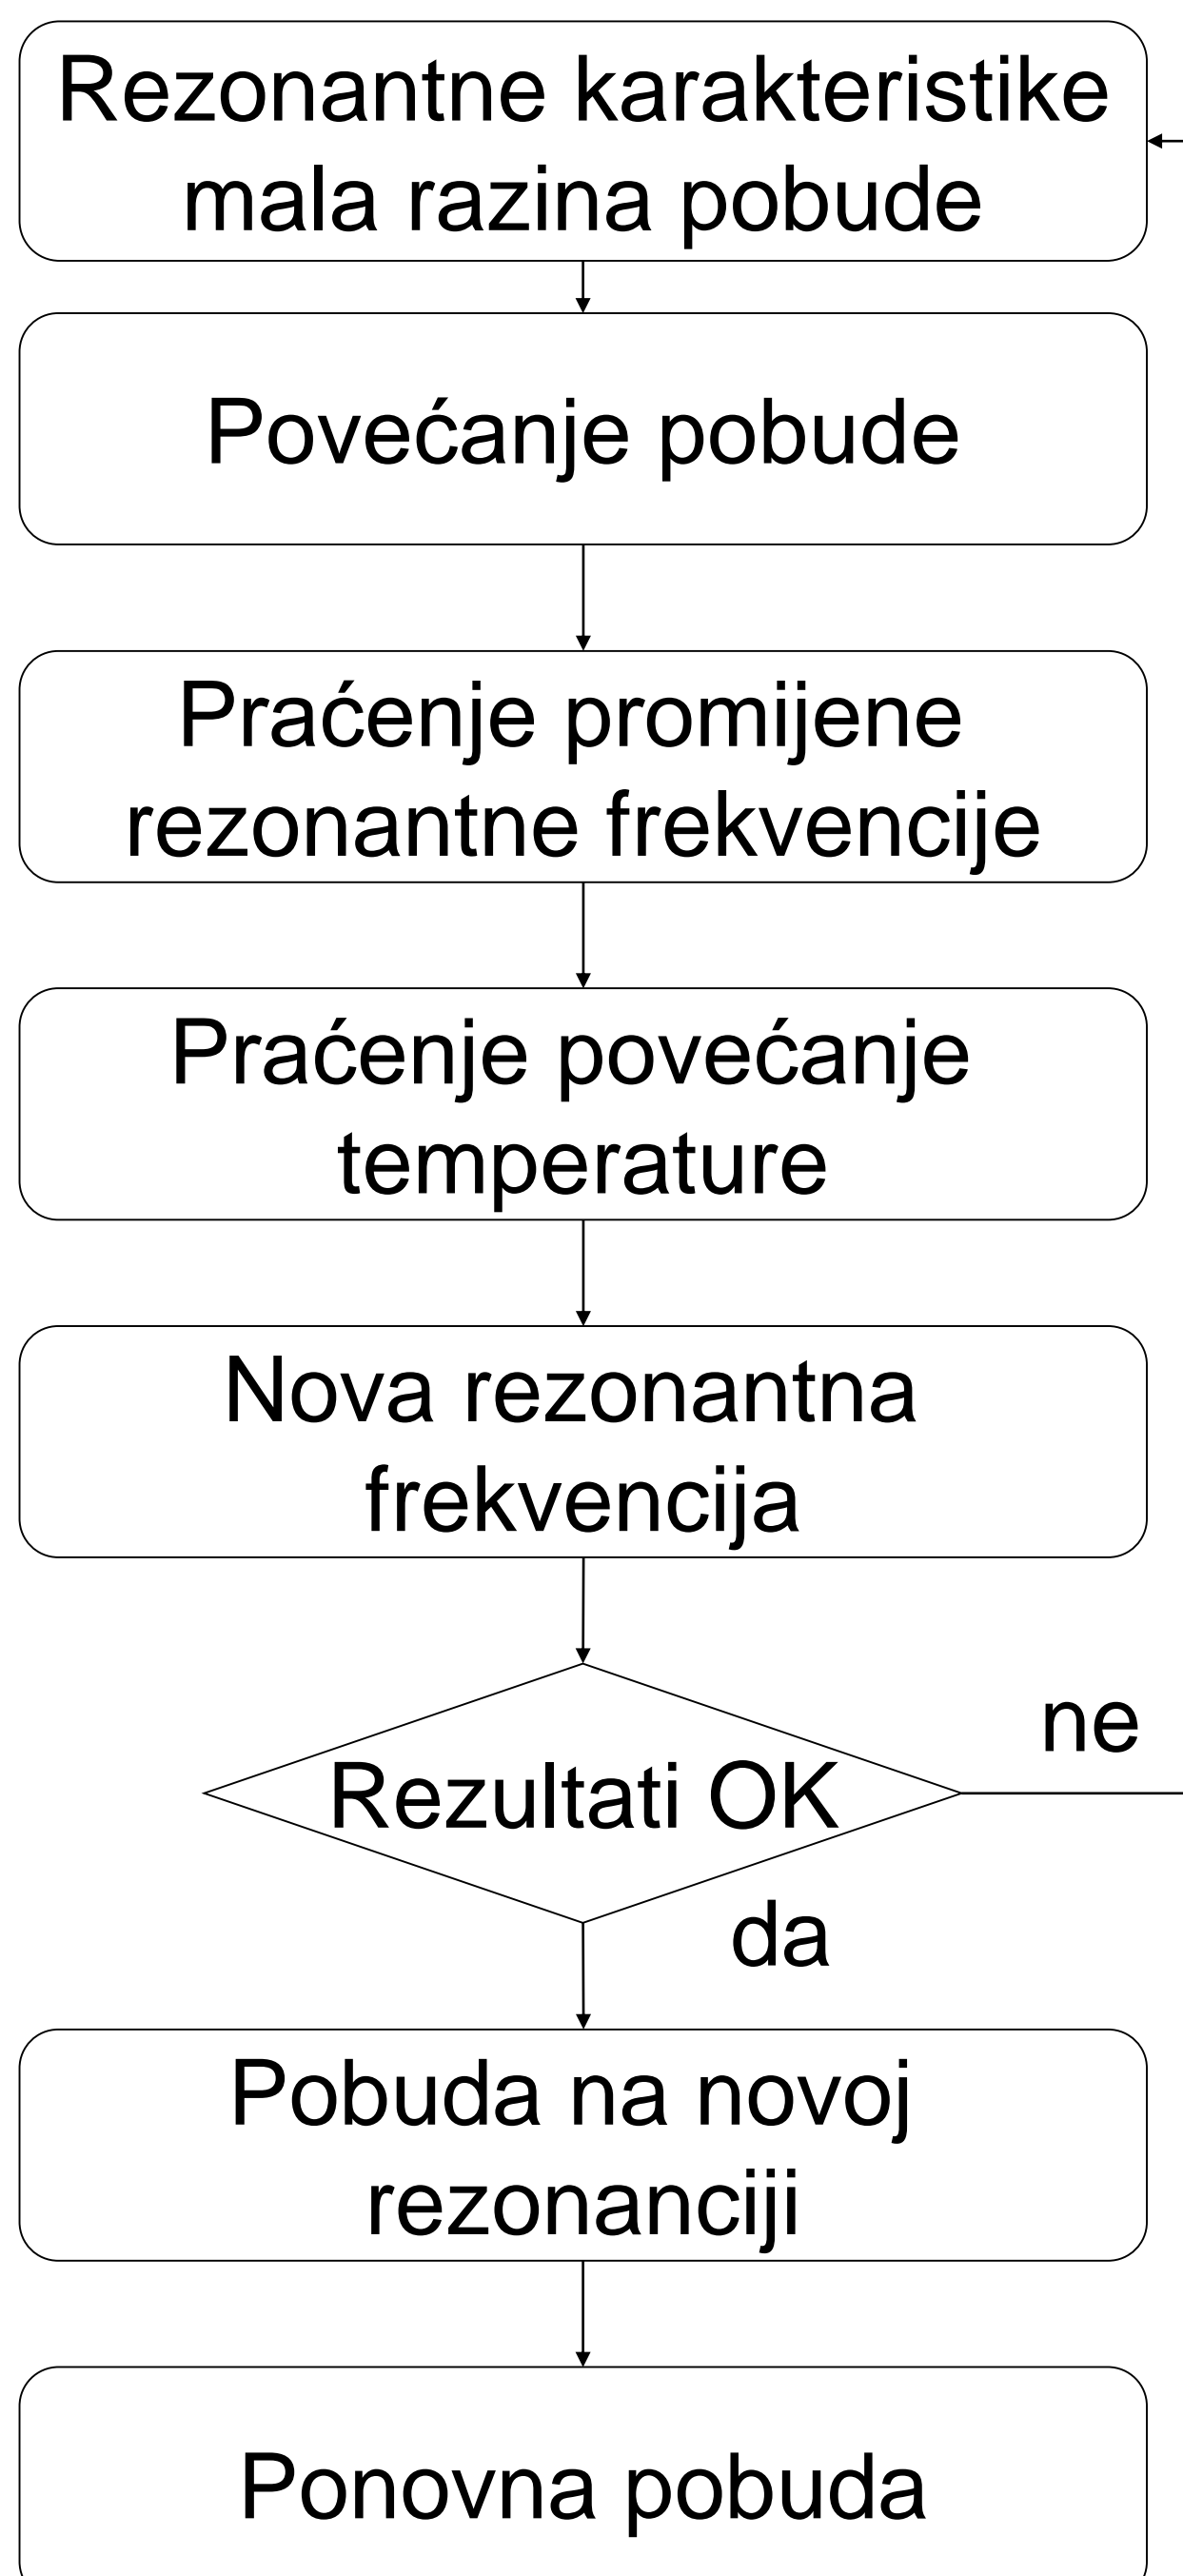 Rezonantne karakteristike
mala razina pobude
Povećanje pobude
Praćenje promijene
rezonantne frekvencije
Praćenje povećanje
temperature
Nova rezonantna
frekvencija
ne
Rezultati OK
da
Pobuda na novoj
rezonanciji
Ponovna pobuda